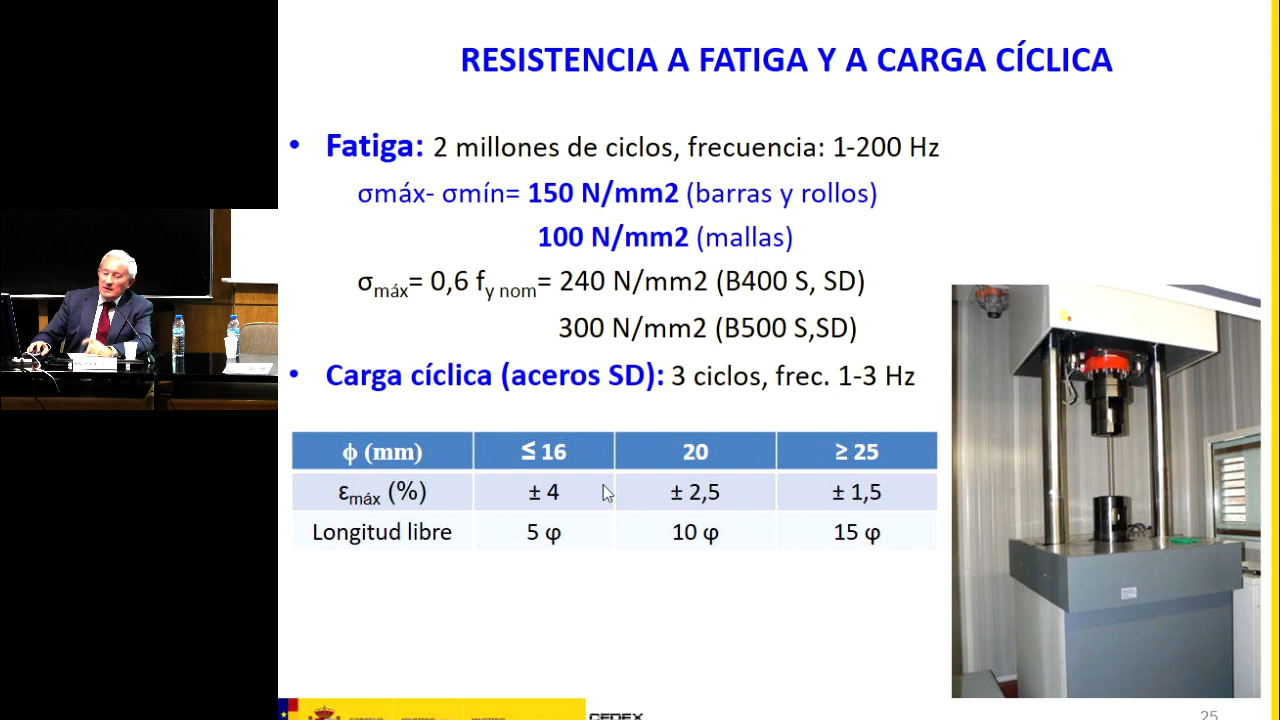 RESISTENCIA A FATIGA Y A CARGA CÍCLICA
• Fatiga: 2 millones de ciclos, frecuencia: 1-200 Hz
σmáx- σmín= 150 N/mm2 (barras y rollos)
100 N/mm2 (mallas)
σmáx= 0,6 fy nom= 240 N/mm2 (B400 S, SD)
300 N/mm2 (B500 S,SD)
• Carga cíclica (aceros SD): 3 ciclos, frec. 1-3 Hz
ϕ (mm) ≤ 16 20 ≥ 25
εmáx (%) ± 4 ± 2,5 ± 1,5
Longitud libre 5 φ 10 φ 15 φ
CEDEX
25